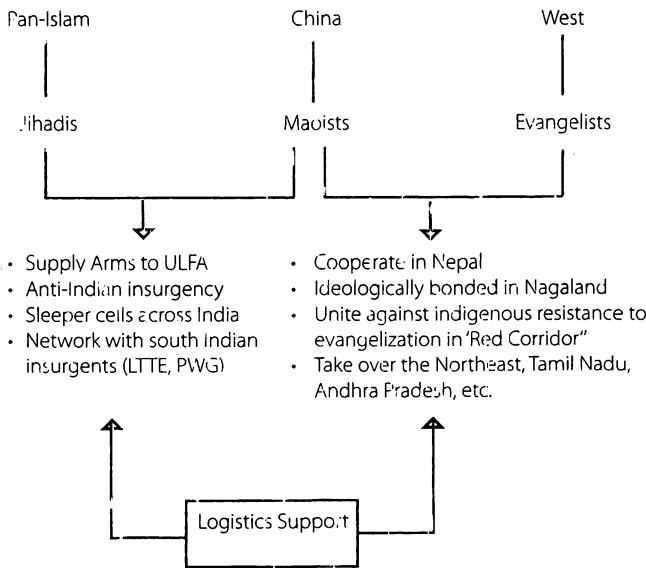 Pan-Islam
China
West
Jihadis
Maoists
Evangelists
• Supply Arms to ULFA
• Anti-Indian insurgency
• Sleeper cells across India
• Network with south Indian
insurgents (LTTE, PWG)
• Cooperate in Nepal
• Ideologically bonded in Nagaland
• Unite against indigenous resistance to
evangelization in 'Red Corridor"
• Take over the Northeast, Tamil Nadu,
Andhra Pradesh, etc.
Logistics Support